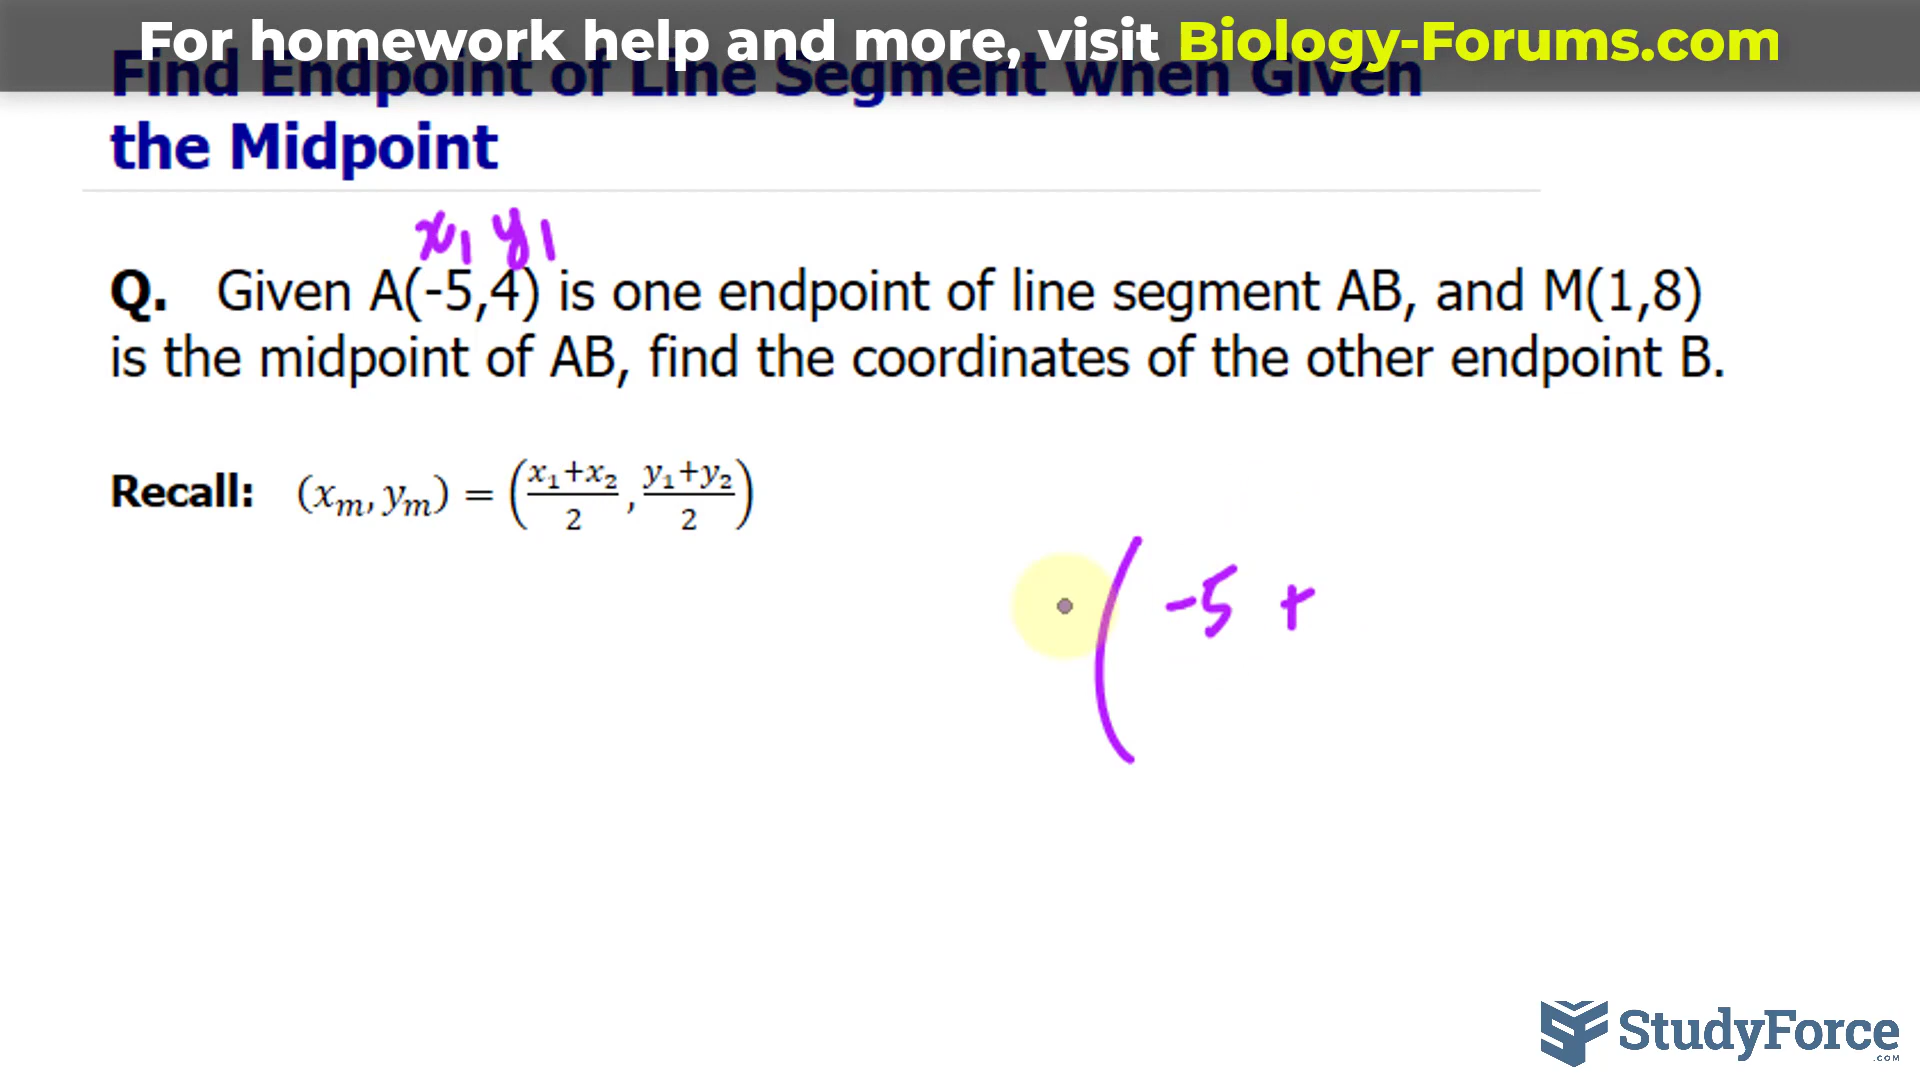 For homework help and more, visit Biology-Forums.com
Find Endpoint of Line Segment when Given
the Midpoint
x₁ y₁
Q. Given A(-5,4) is one endpoint of line segment AB, and M(1,8)
is the midpoint of AB, find the coordinates of the other endpoint B.
Recall: (xₘ, yₘ) = ((x₁+x₂)/2, (y₁+y₂)/2)
( -5 +
StudyForce
.COM